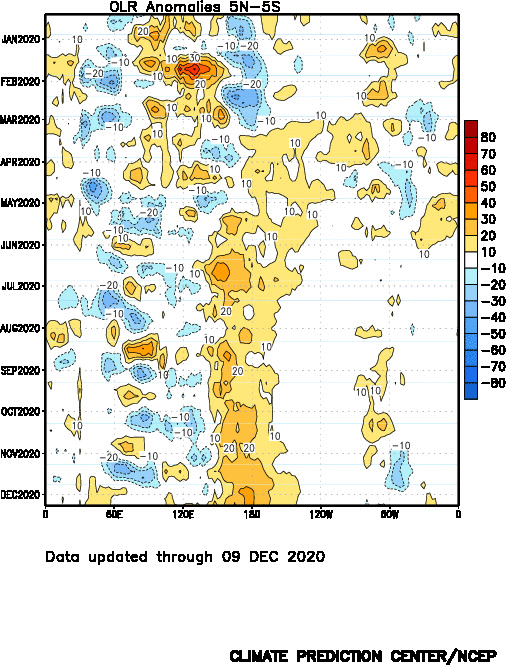 OLR Anomalies 5N-5S
JAN2020
FEB2020
MAR2020
APR2020
MAY2020
JUN2020
JUL2020
AUG2020
SEP2020
OCT2020
NOV2020
DEC2020
0 60E 120E 180 120W 60W 0
80
70
60
50
40
30
20
10
-10
-20
-30
-40
-50
-60
-70
-80
Data updated through 09 DEC 2020
CLIMATE PREDICTION CENTER/NCEP